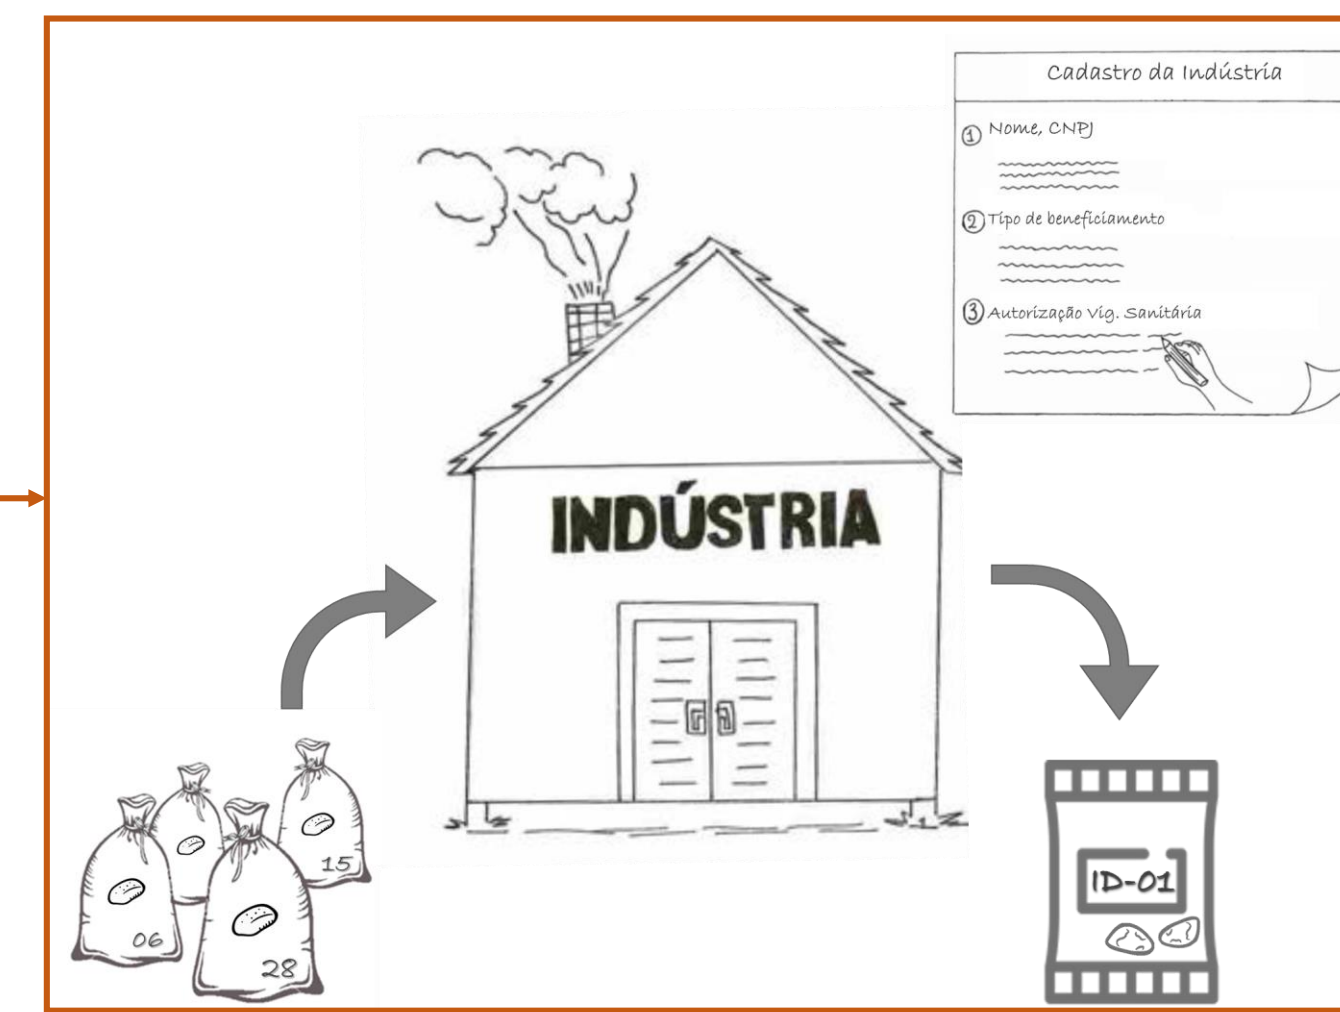 Cadastro da Indústria
1 Nome, CNPJ
2 Tipo de beneficiamento
3 Autorização Vig. Sanitária
INDÚSTRIA
15
06
28
ID-01